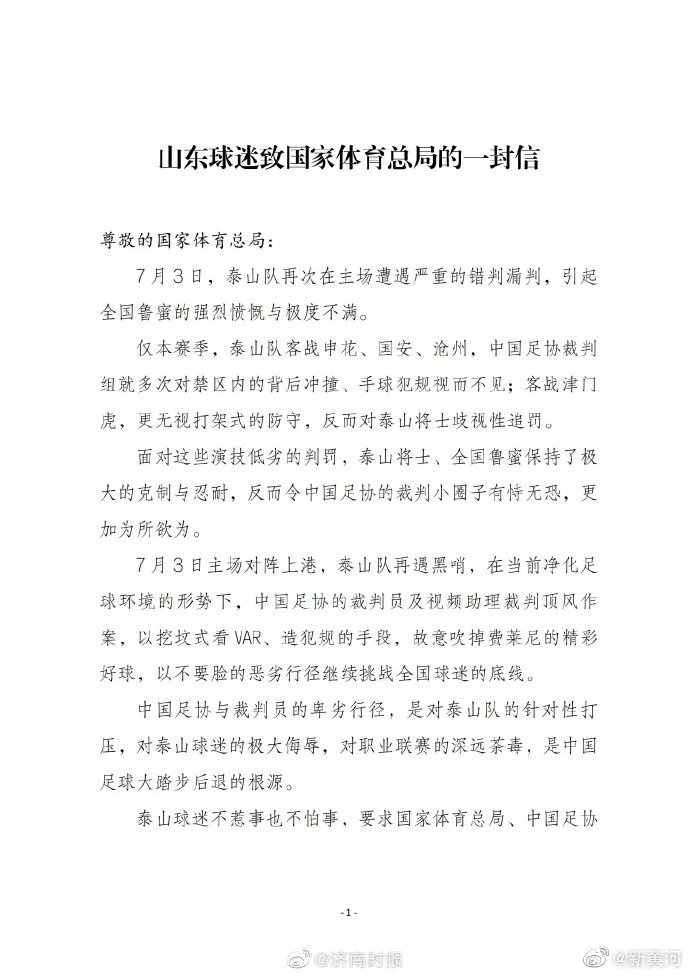 山东球迷致国家体育总局的一封信
尊敬的国家体育总局：
7月3日，泰山队再次在主场遭遇严重的错判漏判，引起
全国鲁蜜的强烈愤慨与极度不满。
仅本赛季，泰山队客战申花、国安、沧州，中国足协裁判
组就多次对禁区内的背后冲撞、手球犯规视而不见；客战津门
虎，更无视打架式的防守，反而对泰山将士歧视性追罚。
面对这些演技低劣的判罚，泰山将士、全国鲁蜜保持了极
大的克制与忍耐，反而令中国足协的裁判小圈子有恃无恐，更
加为所欲为。
7月3日主场对阵上港，泰山队再遇黑哨，在当前净化足
球环境的形势下，中国足协的裁判员及视频助理裁判顶风作
案，以挖坟式看VAR、造犯规的手段，故意吹掉费莱尼的精彩
好球，以不要脸的恶劣行径继续挑战全国球迷的底线。
中国足协与裁判员的卑劣行径，是对泰山队的针对性打
压，对泰山球迷的极大侮辱，对职业联赛的深远荼毒，是中国
足球大踏步后退的根源。
泰山球迷不惹事也不怕事，要求国家体育总局、中国足协
-1-
@济南时报
@新黄河